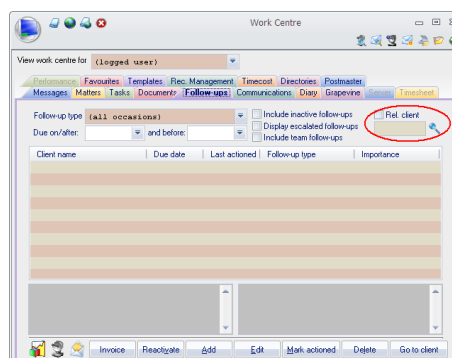 Work Centre
View work centre for (logged user)
Performance Favourites Templates Rec. Management Timecost Directories Postmaster
Messages Matters Tasks Documents Follow-ups Communications Diary Grapevine Server Timesheet
Follow-up type (all occasions) Include inactive follow-ups Rel. client
Display escalated follow-ups
Due on/after: and before: Include team follow-ups
Client name Due date Last actioned Follow-up type Importance
Invoice Reactivate Add Edit Mark actioned Delete Go to client